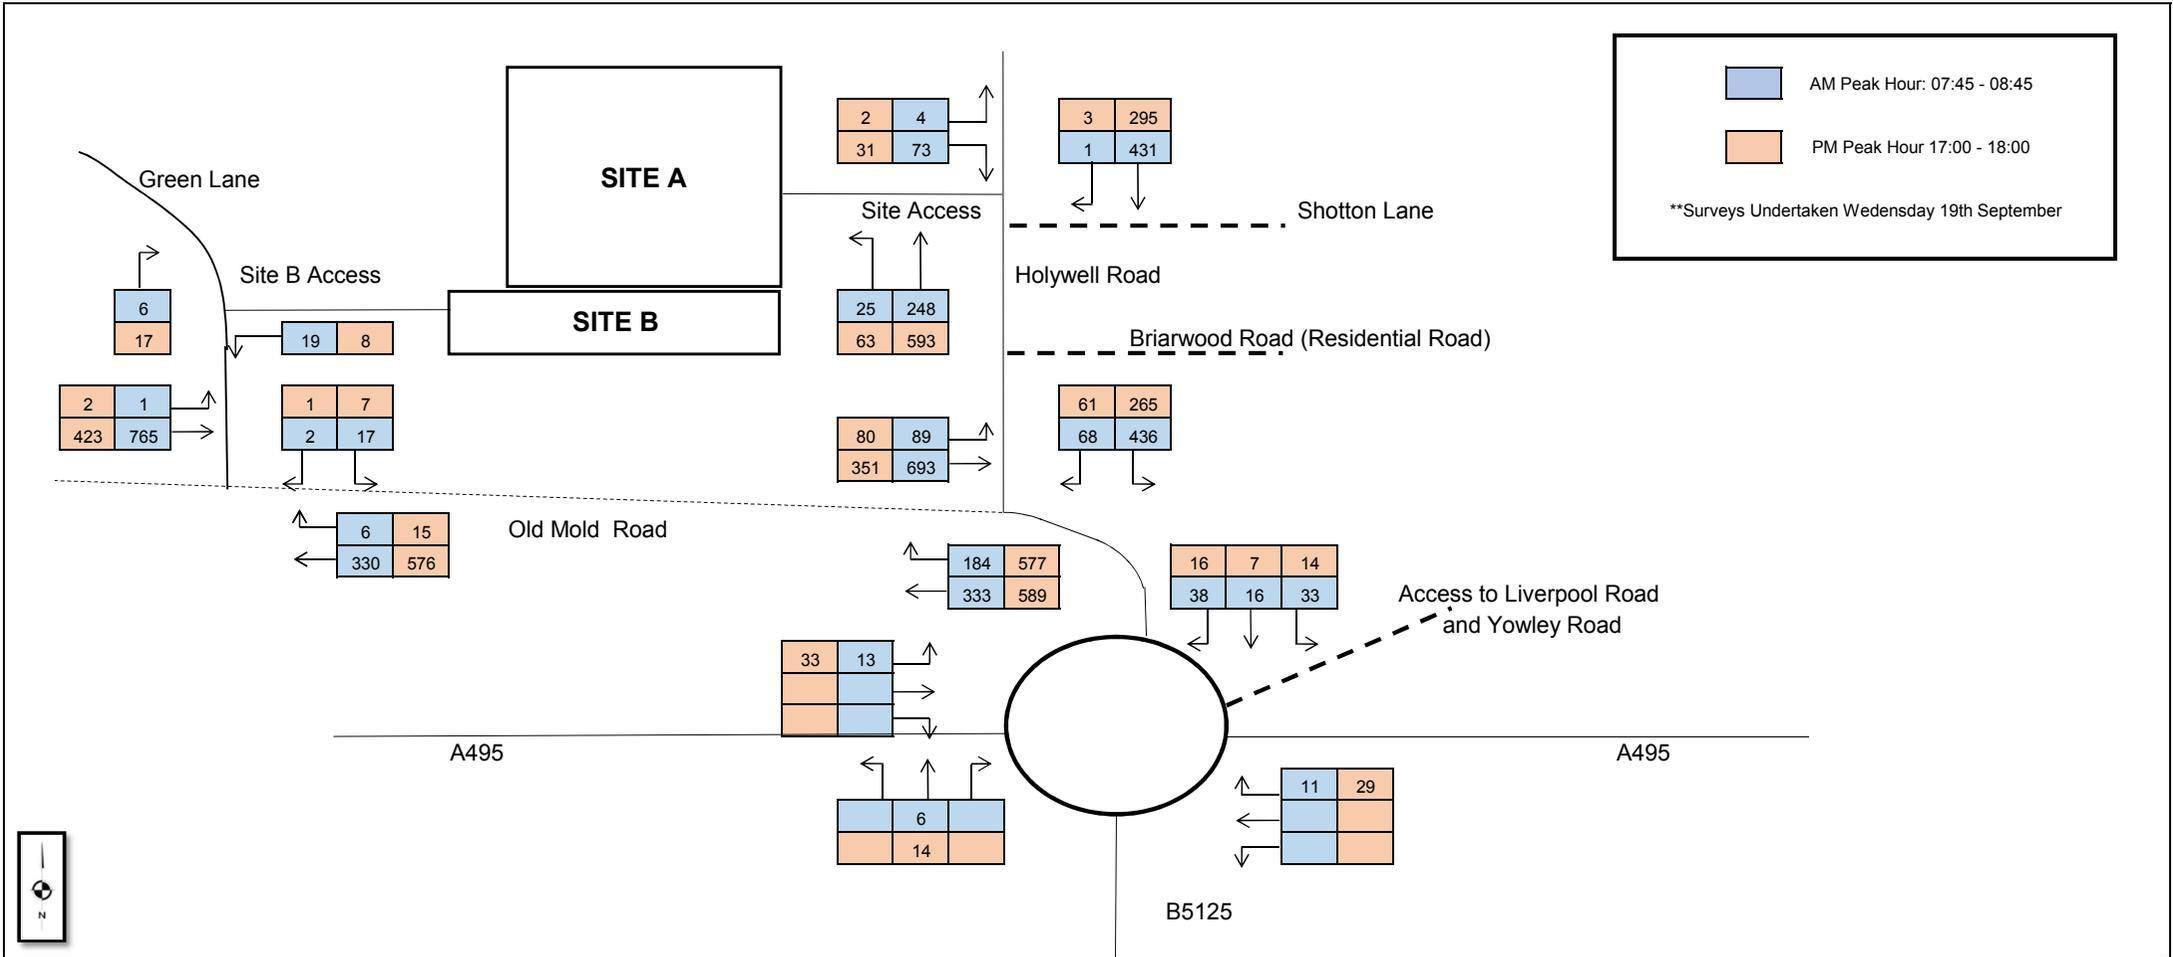 2 4
31 73
3 295
1 431
AM Peak Hour: 07:45 - 08:45
PM Peak Hour 17:00 - 18:00
**Surveys Undertaken Wedensday 19th September
Green Lane
SITE A
Site Access
Shotton Lane
Site B Access
Holywell Road
6
17
19 8
SITE B
25 248
63 593
Briarwood Road (Residential Road)
2 1
423 765
1 7
2 17
80 89
351 693
61 265
68 436
6 15
330 576
Old Mold Road
184 577
333 589
16 7 14
38 16 33
Access to Liverpool Road
and Yowley Road
33 13
A495
A495
6
14
11 29
B5125
N